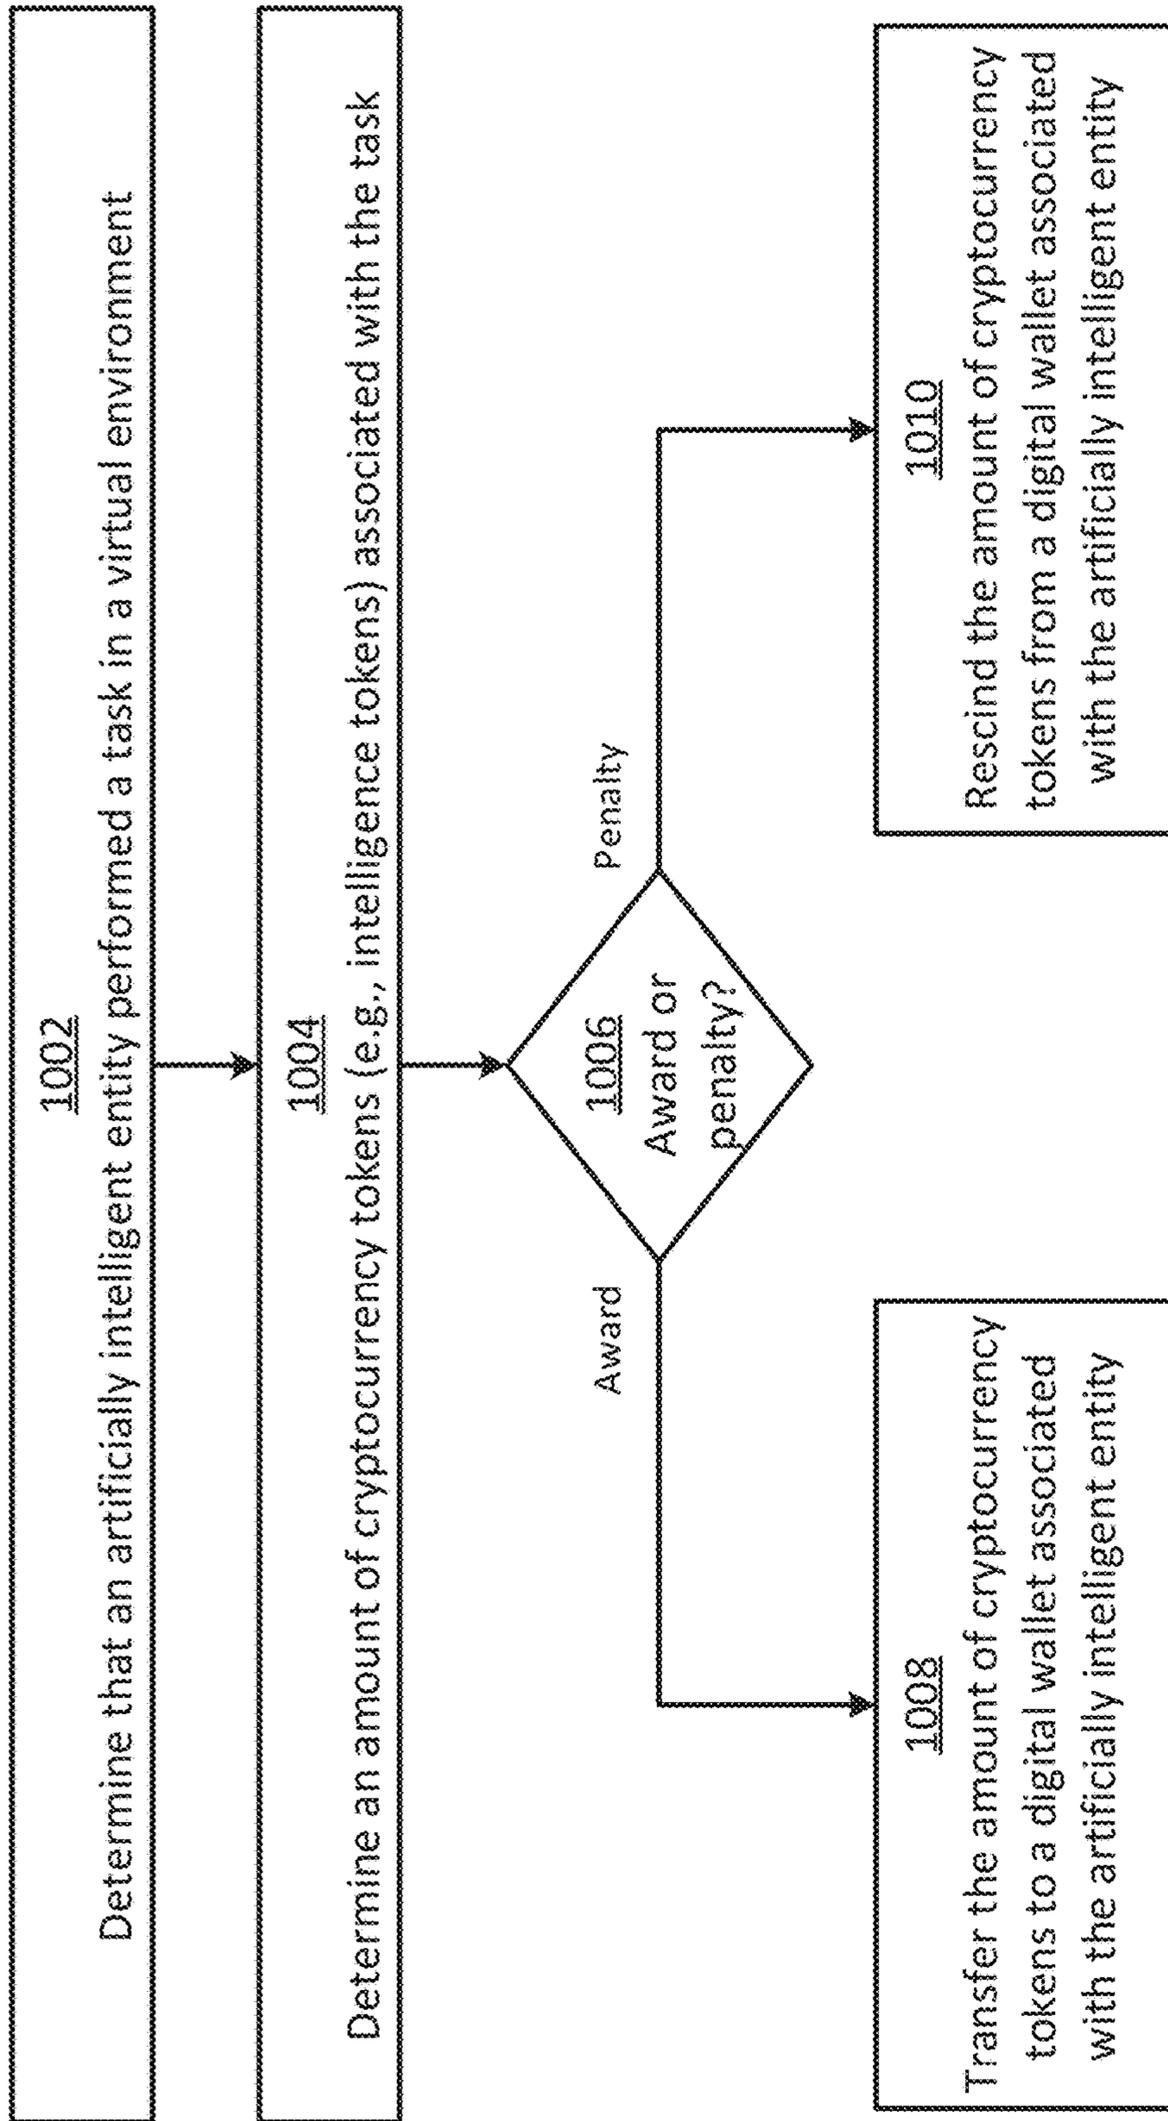 1002
Determine that an artificially intelligent entity performed a task in a virtual environment
1004
Determine an amount of cryptocurrency tokens (e.g., intelligence tokens) associated with the task
1006
Award or
penalty?
Award
Penalty
1008
Transfer the amount of cryptocurrency
tokens to a digital wallet associated
with the artificially intelligent entity
1010
Rescind the amount of cryptocurrency
tokens from a digital wallet associated
with the artificially intelligent entity